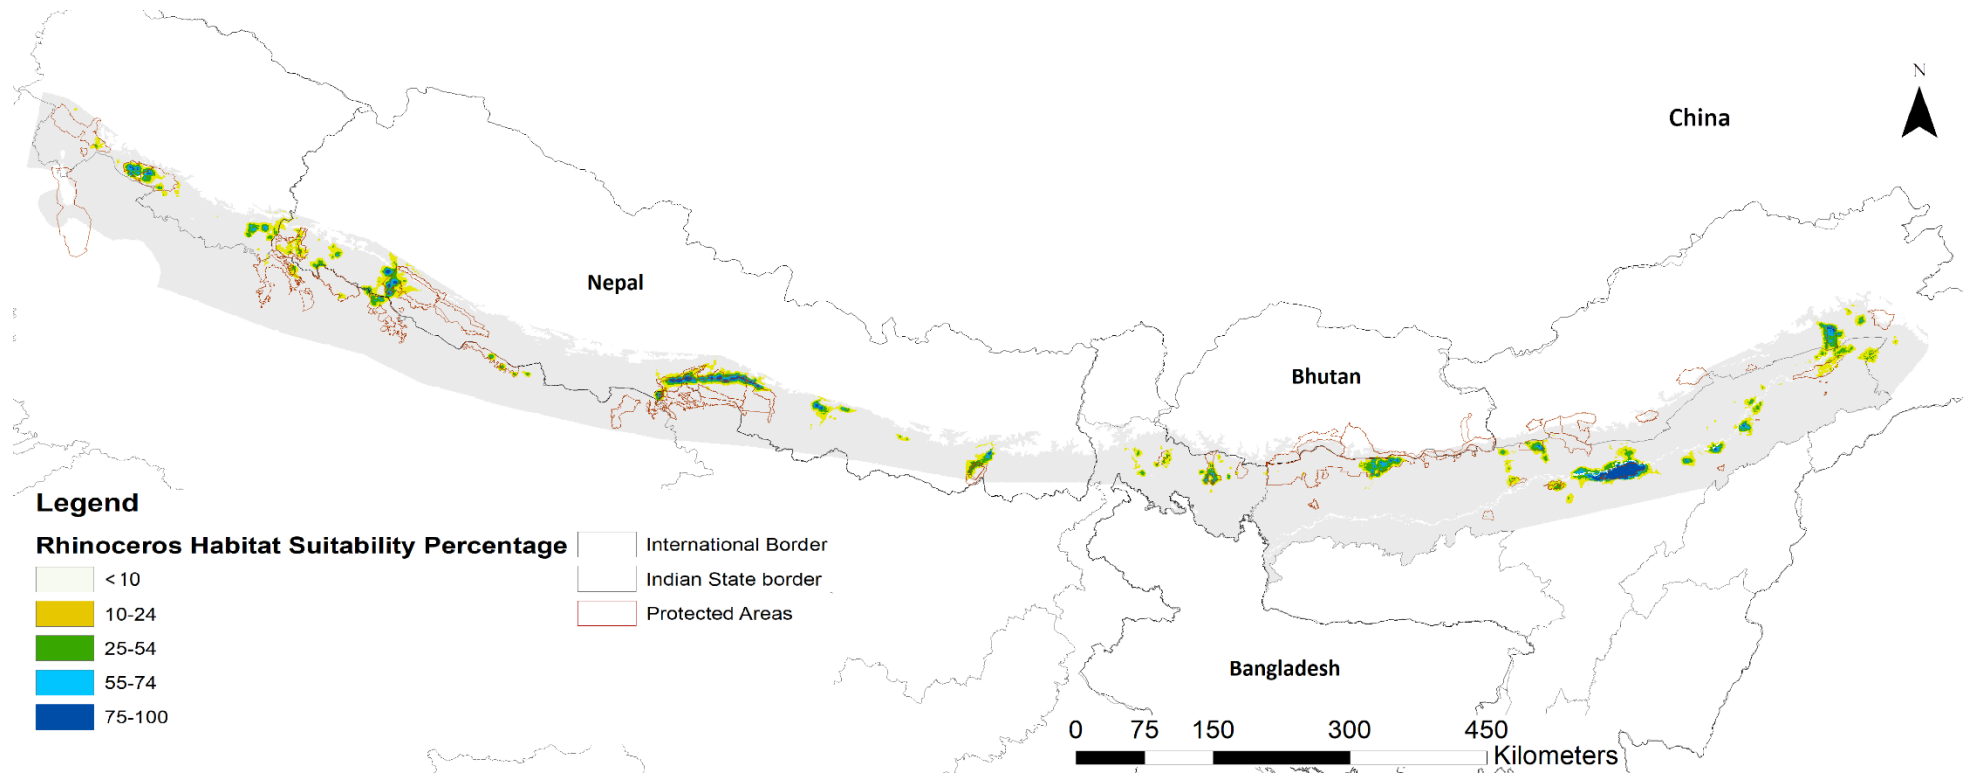 N
China
Nepal
Bhutan
Bangladesh
Legend
Rhinoceros Habitat Suitability Percentage
< 10
10-24
25-54
55-74
75-100
International Border
Indian State border
Protected Areas
0 75 150 300 450
Kilometers